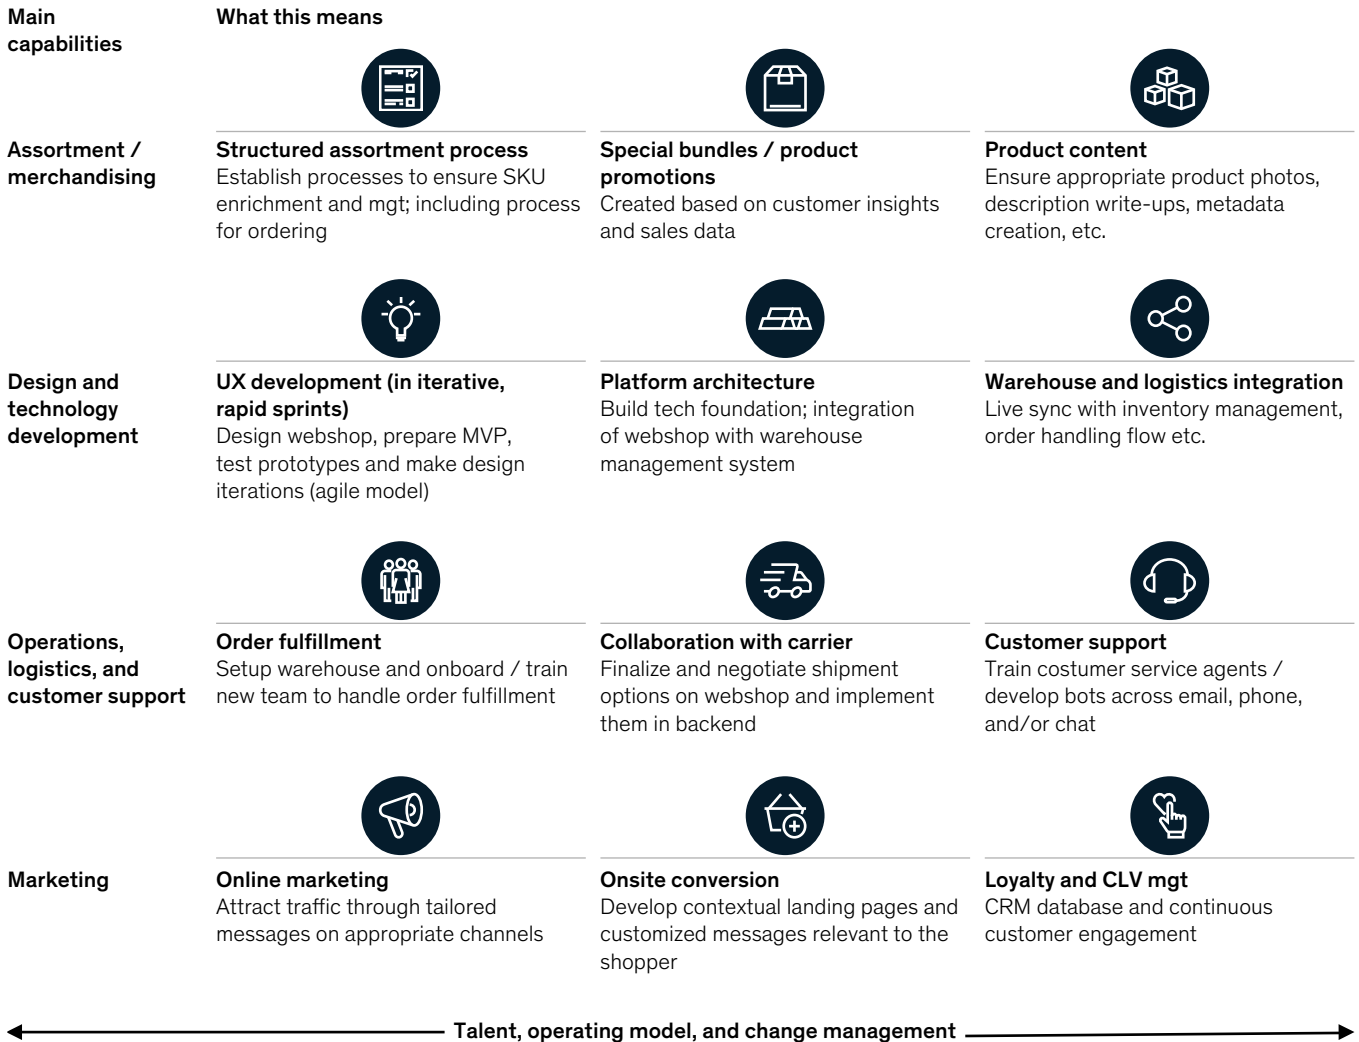 Main
capabilities
What this means
Assortment /
merchandising
Structured assortment process
Establish processes to ensure SKU
enrichment and mgt; including process
for ordering
Special bundles / product
promotions
Created based on customer insights
and sales data
Product content
Ensure appropriate product photos,
description write-ups, metadata
creation, etc.
Design and
technology
development
UX development (in iterative,
rapid sprints)
Design webshop, prepare MVP,
test prototypes and make design
iterations (agile model)
Platform architecture
Build tech foundation; integration
of webshop with warehouse
management system
Warehouse and logistics integration
Live sync with inventory management,
order handling flow etc.
Operations,
logistics, and
customer support
Order fulfillment
Setup warehouse and onboard / train
new team to handle order fulfillment
Collaboration with carrier
Finalize and negotiate shipment
options on webshop and implement
them in backend
Customer support
Train costumer service agents /
develop bots across email, phone,
and/or chat
Marketing
Online marketing
Attract traffic through tailored
messages on appropriate channels
Onsite conversion
Develop contextual landing pages and
customized messages relevant to the
shopper
Loyalty and CLV mgt
CRM database and continuous
customer engagement
Talent, operating model, and change management